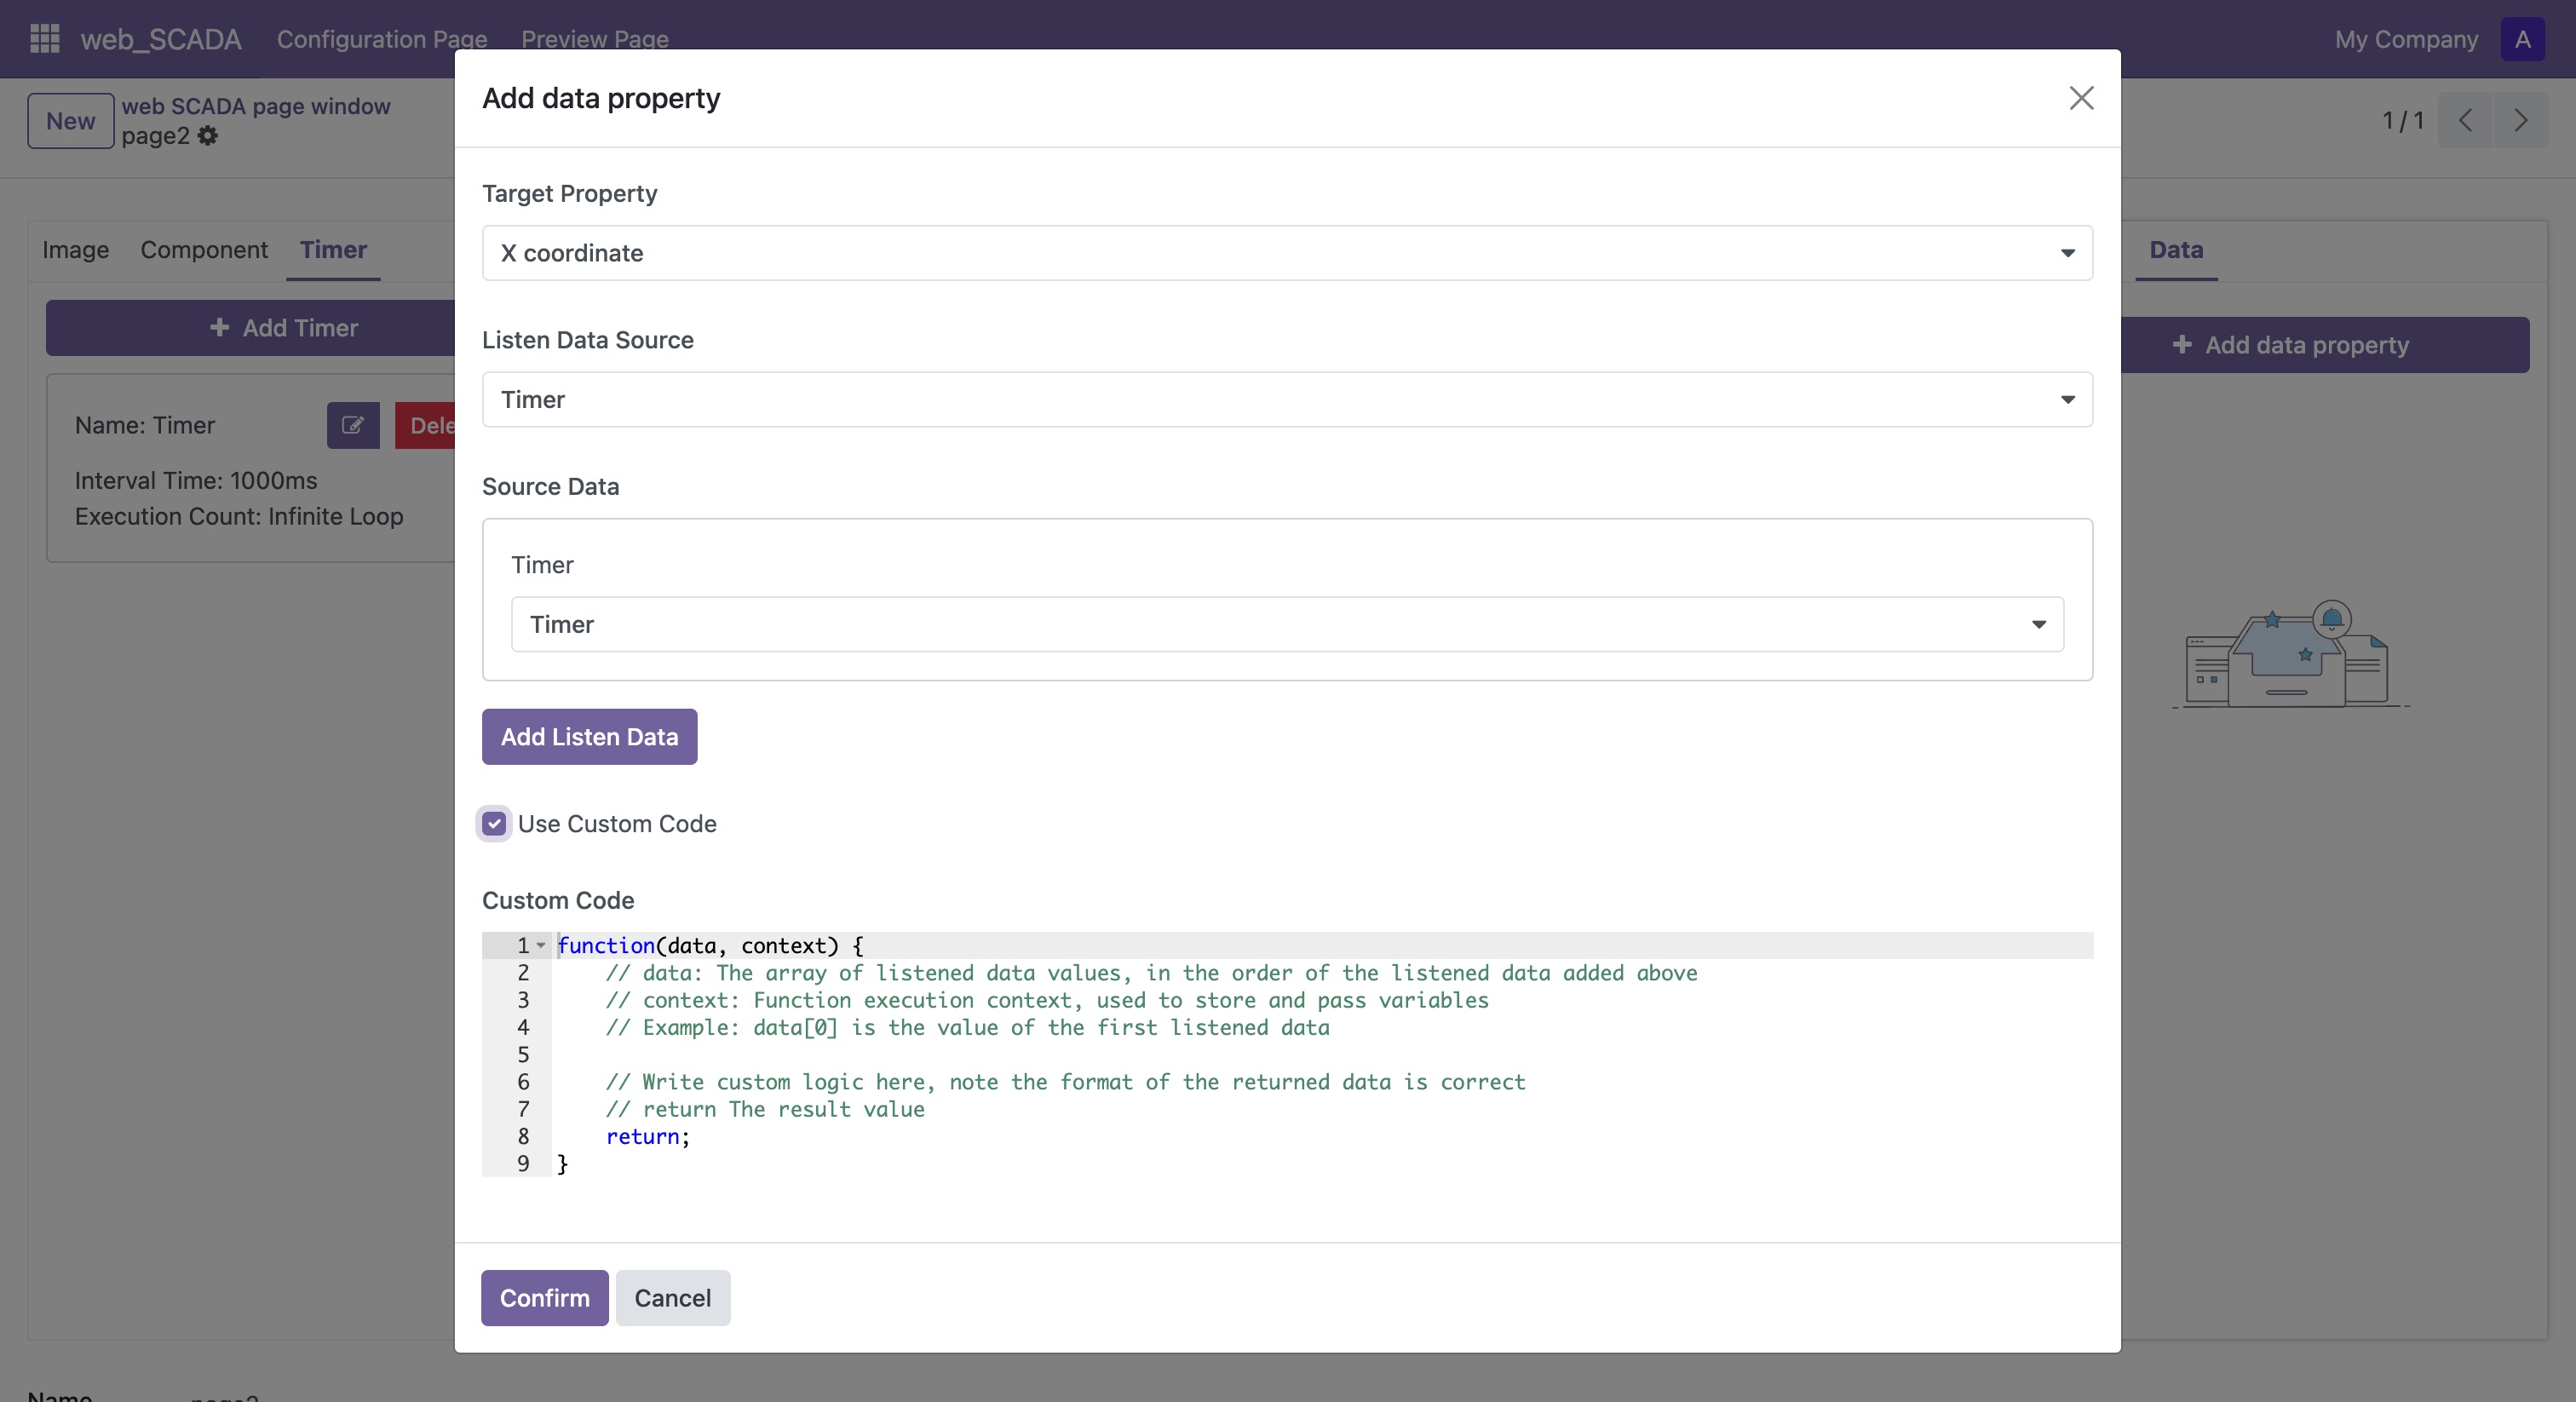 web_SCADA Configuration Page Preview Page My Company A
New web SCADA page window
page2
1 / 1
Add data property
Target Property
X coordinate
Listen Data Source
Timer
Source Data
Timer
Timer
Add Listen Data
Use Custom Code
Custom Code
1 function(data, context) {
2 // data: The array of listened data values, in the order of the listened data added above
3 // context: Function execution context, used to store and pass variables
4 // Example: data[0] is the value of the first listened data
5
6 // Write custom logic here, note the format of the returned data is correct
7 // return The result value
8 return;
9 }
Confirm Cancel
Image Component Timer
Add Timer
Name: Timer Dele
Interval Time: 1000ms
Execution Count: Infinite Loop
Data
Add data property
Name page2